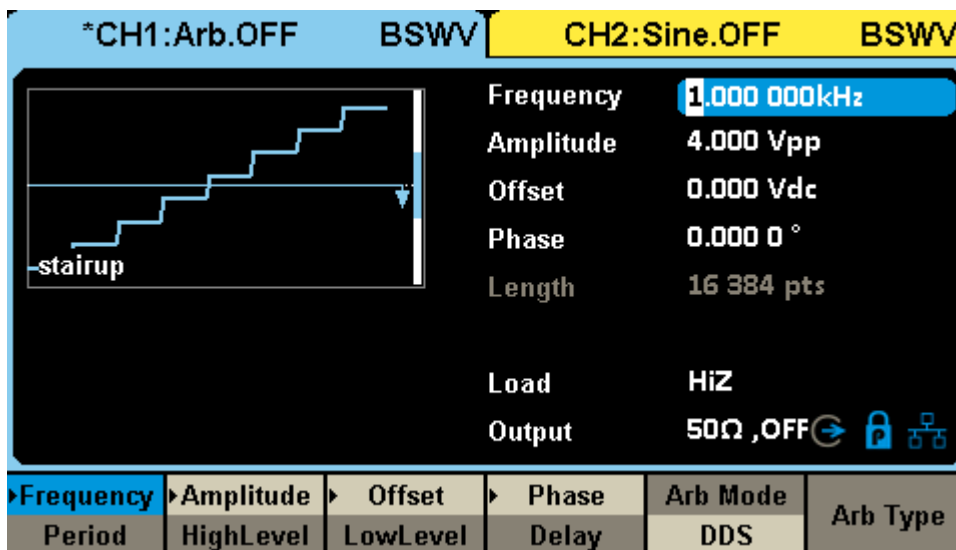 *CH1:Arb.OFF BSWV CH2:Sine.OFF BSWV
Frequency 1.000 000kHz
Amplitude 4.000 Vpp
Offset 0.000 Vdc
Phase 0.000 0 °
stairup
Length 16 384 pts
Load HiZ
Output 50Ω ,OFF P
Frequency Amplitude Offset Phase Arb Mode Arb Type
Period HighLevel LowLevel Delay DDS